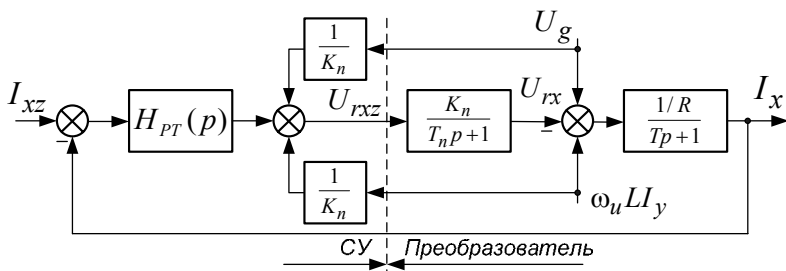 U_g
1/K_n
I_xz
H_PT(p)
U_rxz
K_n/(T_n p+1)
U_rx
(1/R)/(Tp+1)
I_x
–
–
1/K_n
ω_u LI_y
СУ
Преобразователь